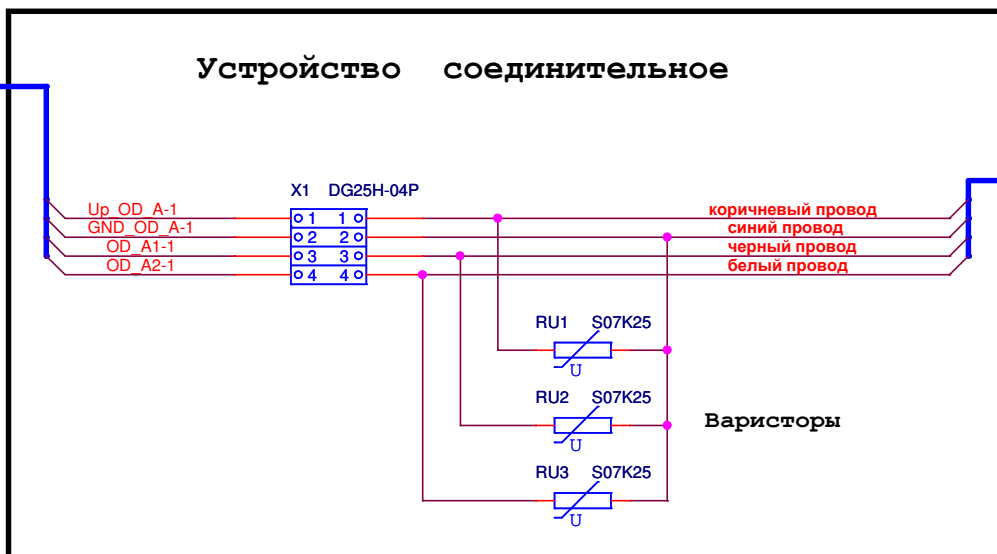 Устройство соединительное
X1 DG25H-04P
Up_OD_A-1 1 1 коричневый провод
GND_OD_A-1 2 2 синий провод
OD_A1-1 3 3 черный провод
OD_A2-1 4 4 белый провод
RU1 S07K25
U
RU2 S07K25
Варисторы
U
RU3 S07K25
U